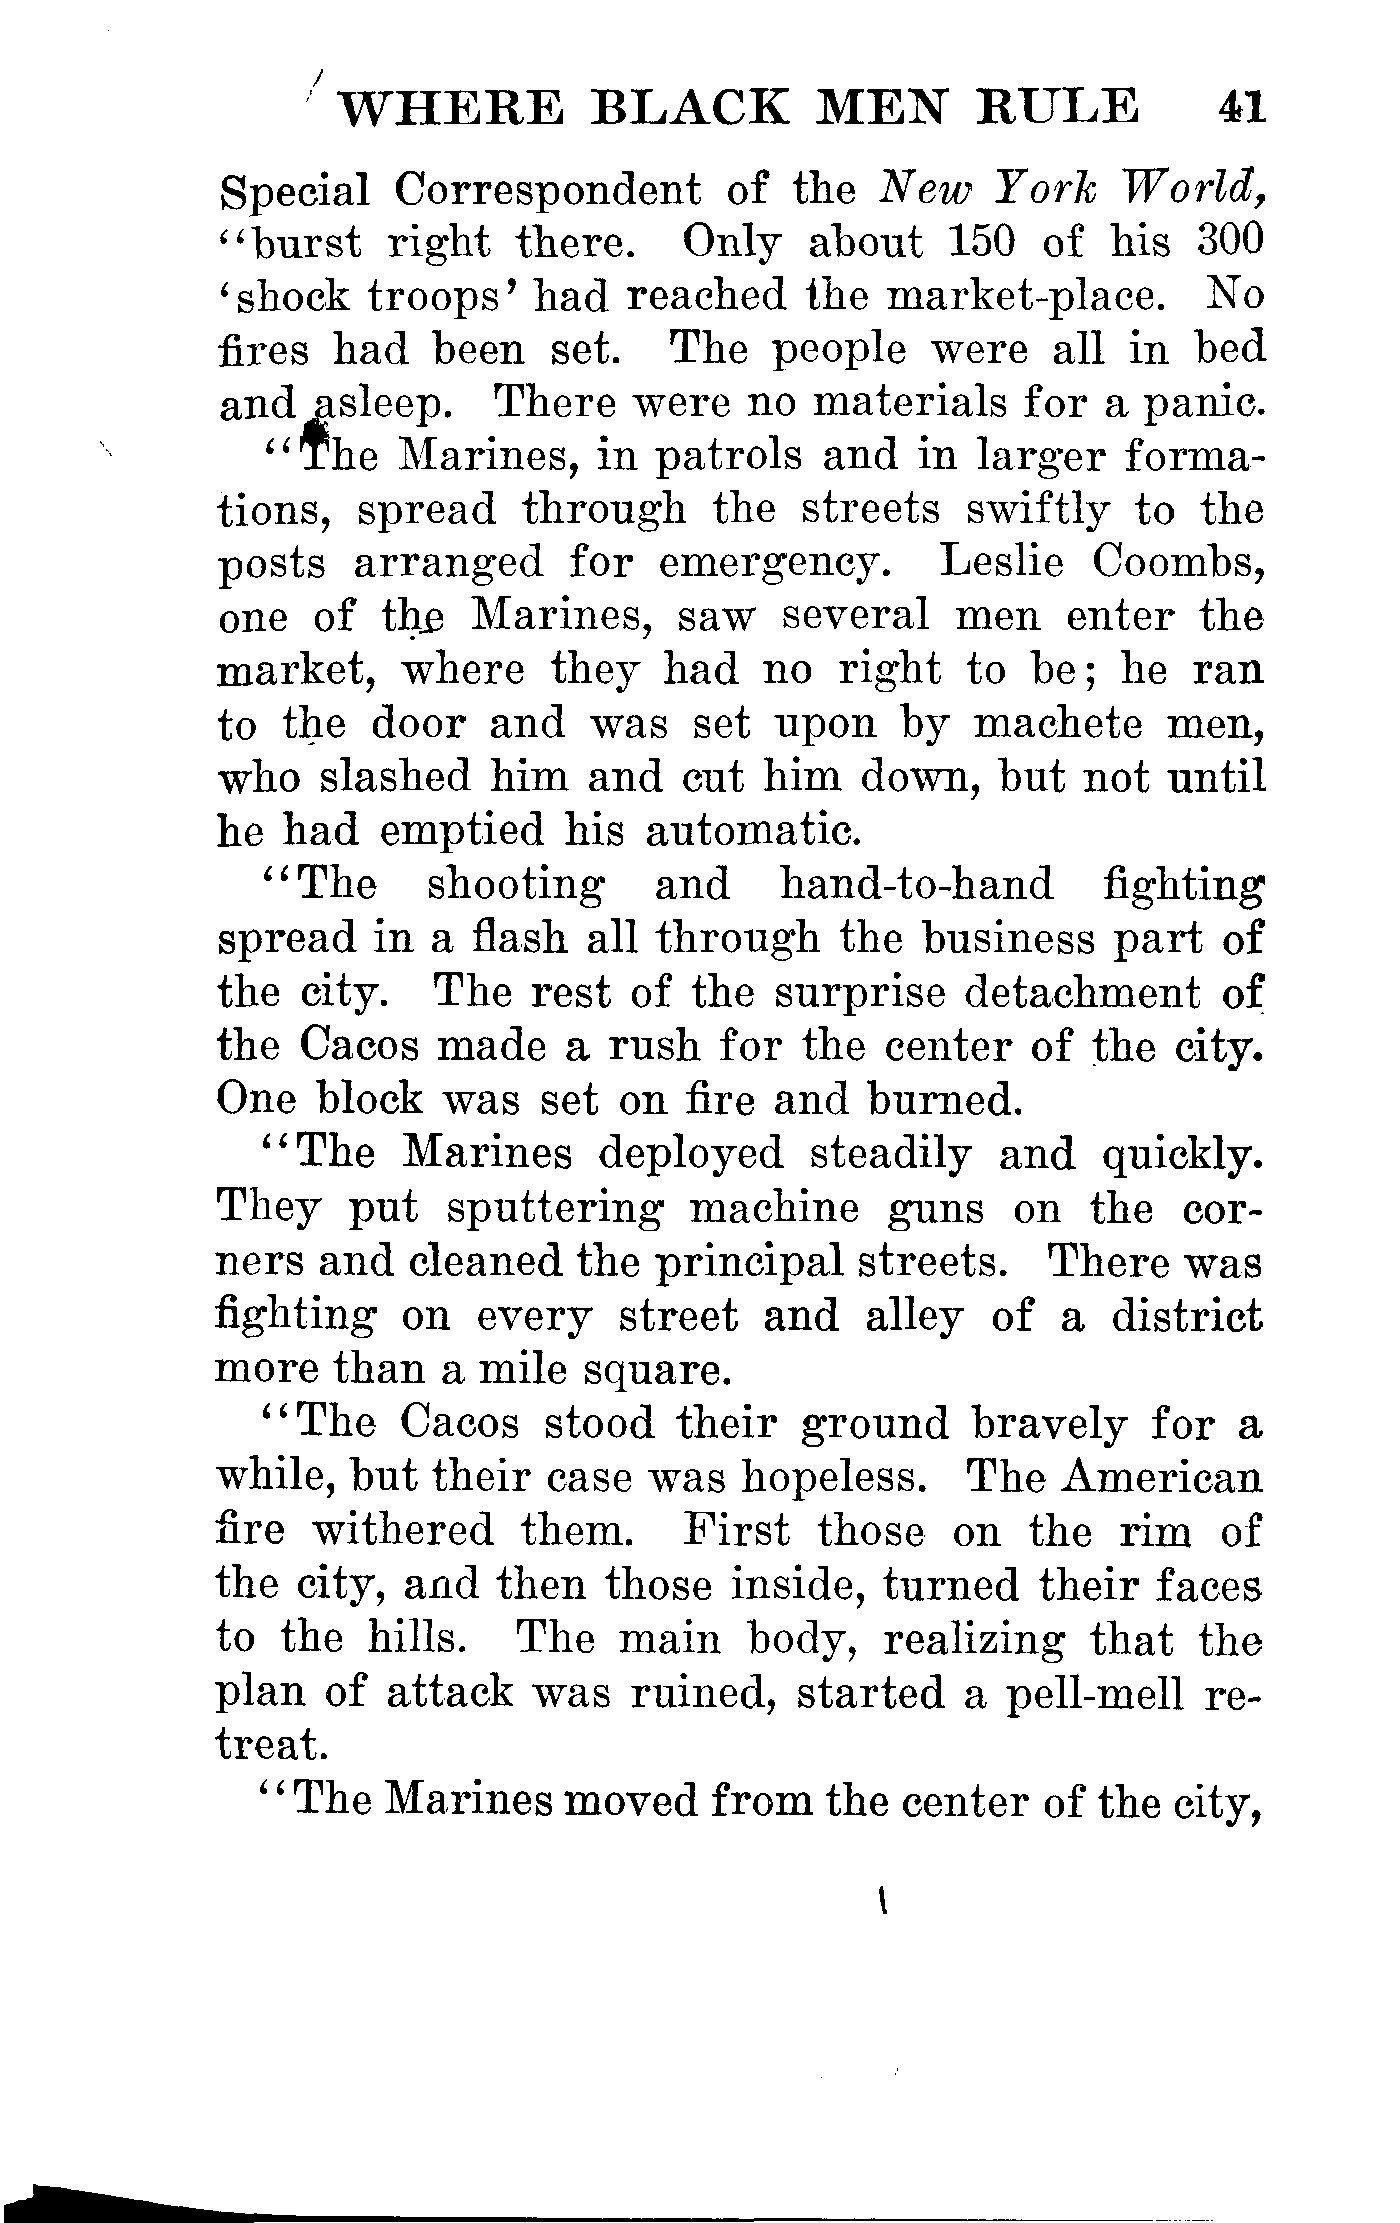 WHERE BLACK MEN RULE 41
Special Correspondent of the New York World,
"burst right there. Only about 150 of his 300
'shock troops' had reached the market-place. No
fires had been set. The people were all in bed
and asleep. There were no materials for a panic.
"The Marines, in patrols and in larger forma-
tions, spread through the streets swiftly to the
posts arranged for emergency. Leslie Coombs,
one of the Marines, saw several men enter the
market, where they had no right to be; he ran
to the door and was set upon by machete men,
who slashed him and cut him down, but not until
he had emptied his automatic.
"The shooting and hand-to-hand fighting
spread in a flash all through the business part of
the city. The rest of the surprise detachment of
the Cacos made a rush for the center of the city.
One block was set on fire and burned.
"The Marines deployed steadily and quickly.
They put sputtering machine guns on the cor-
ners and cleaned the principal streets. There was
fighting on every street and alley of a district
more than a mile square.
"The Cacos stood their ground bravely for a
while, but their case was hopeless. The American
fire withered them. First those on the rim of
the city, and then those inside, turned their faces
to the hills. The main body, realizing that the
plan of attack was ruined, started a pell-mell re-
treat.
"The Marines moved from the center of the city,